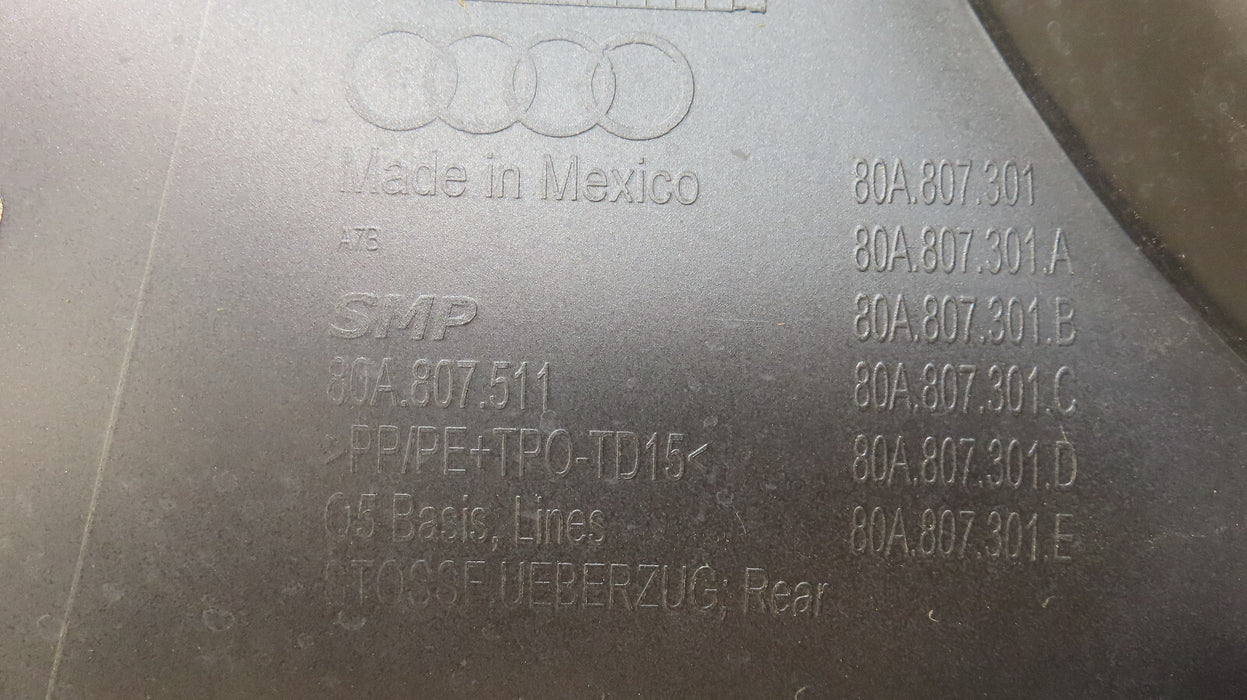 Made in Mexico
A7B
SMP
80A.807.511
>PP/PE+TPO-TD15<
Q5 Basis, Lines
STOSSF.UEBERZUG; Rear
80A.807.301
80A.807.301.A
80A.807.301.B
80A.807.301.C
80A.807.301.D
80A.807.301.E